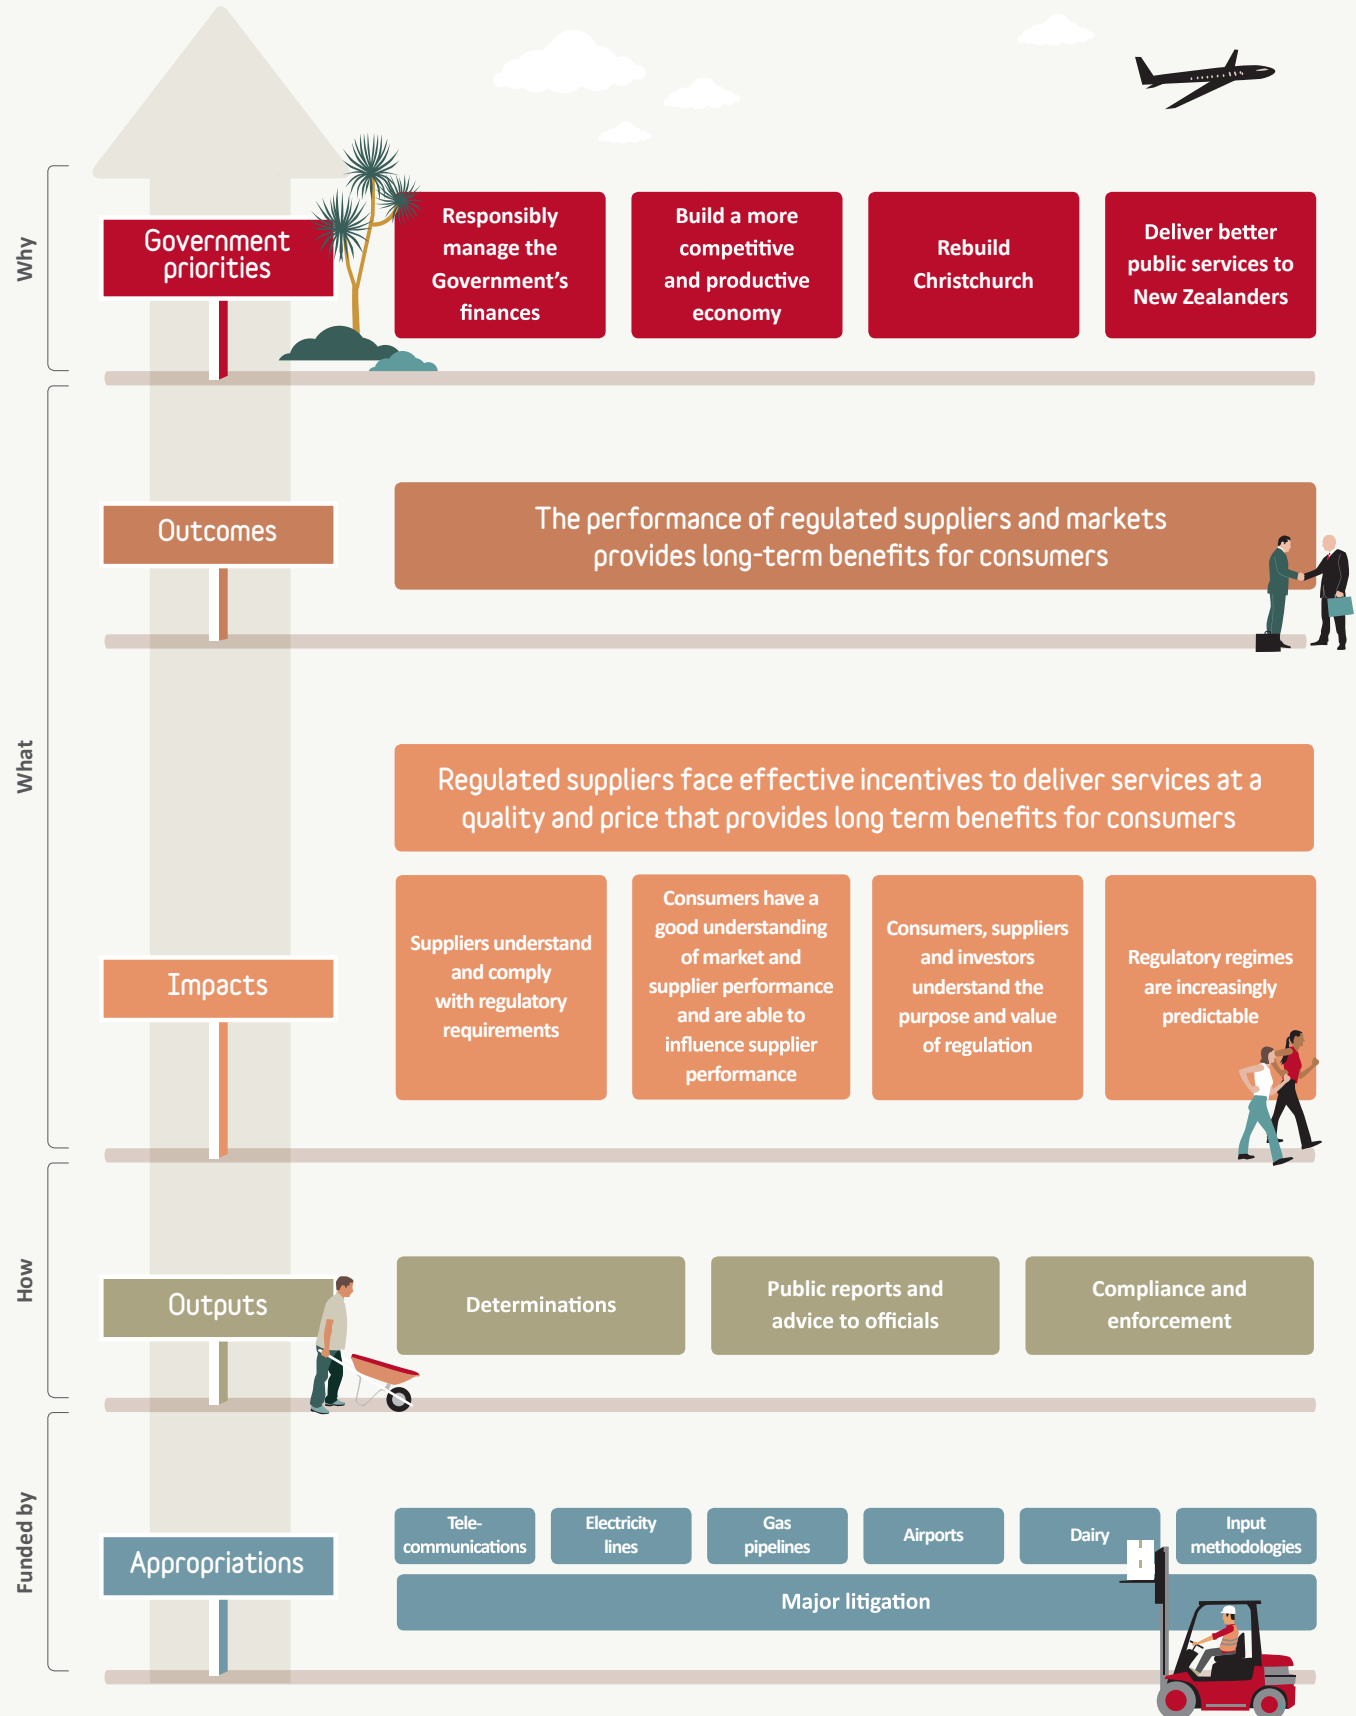 Why
Government
priorities
Responsibly
manage the
Government's
finances
Build a more
competitive
and productive
economy
Rebuild
Christchurch
Deliver better
public services to
New Zealanders
What
Outcomes
The performance of regulated suppliers and markets
provides long-term benefits for consumers
Regulated suppliers face effective incentives to deliver services at a
quality and price that provides long term benefits for consumers
Impacts
Suppliers understand
and comply
with regulatory
requirements
Consumers have a
good understanding
of market and
supplier performance
and are able to
influence supplier
performance
Consumers, suppliers
and investors
understand the
purpose and value
of regulation
Regulatory regimes
are increasingly
predictable
How
Outputs
Determinations
Public reports and
advice to officials
Compliance and
enforcement
Funded by
Appropriations
Tele-
communications
Electricity
lines
Gas
pipelines
Airports
Dairy
Input
methodologies
Major litigation